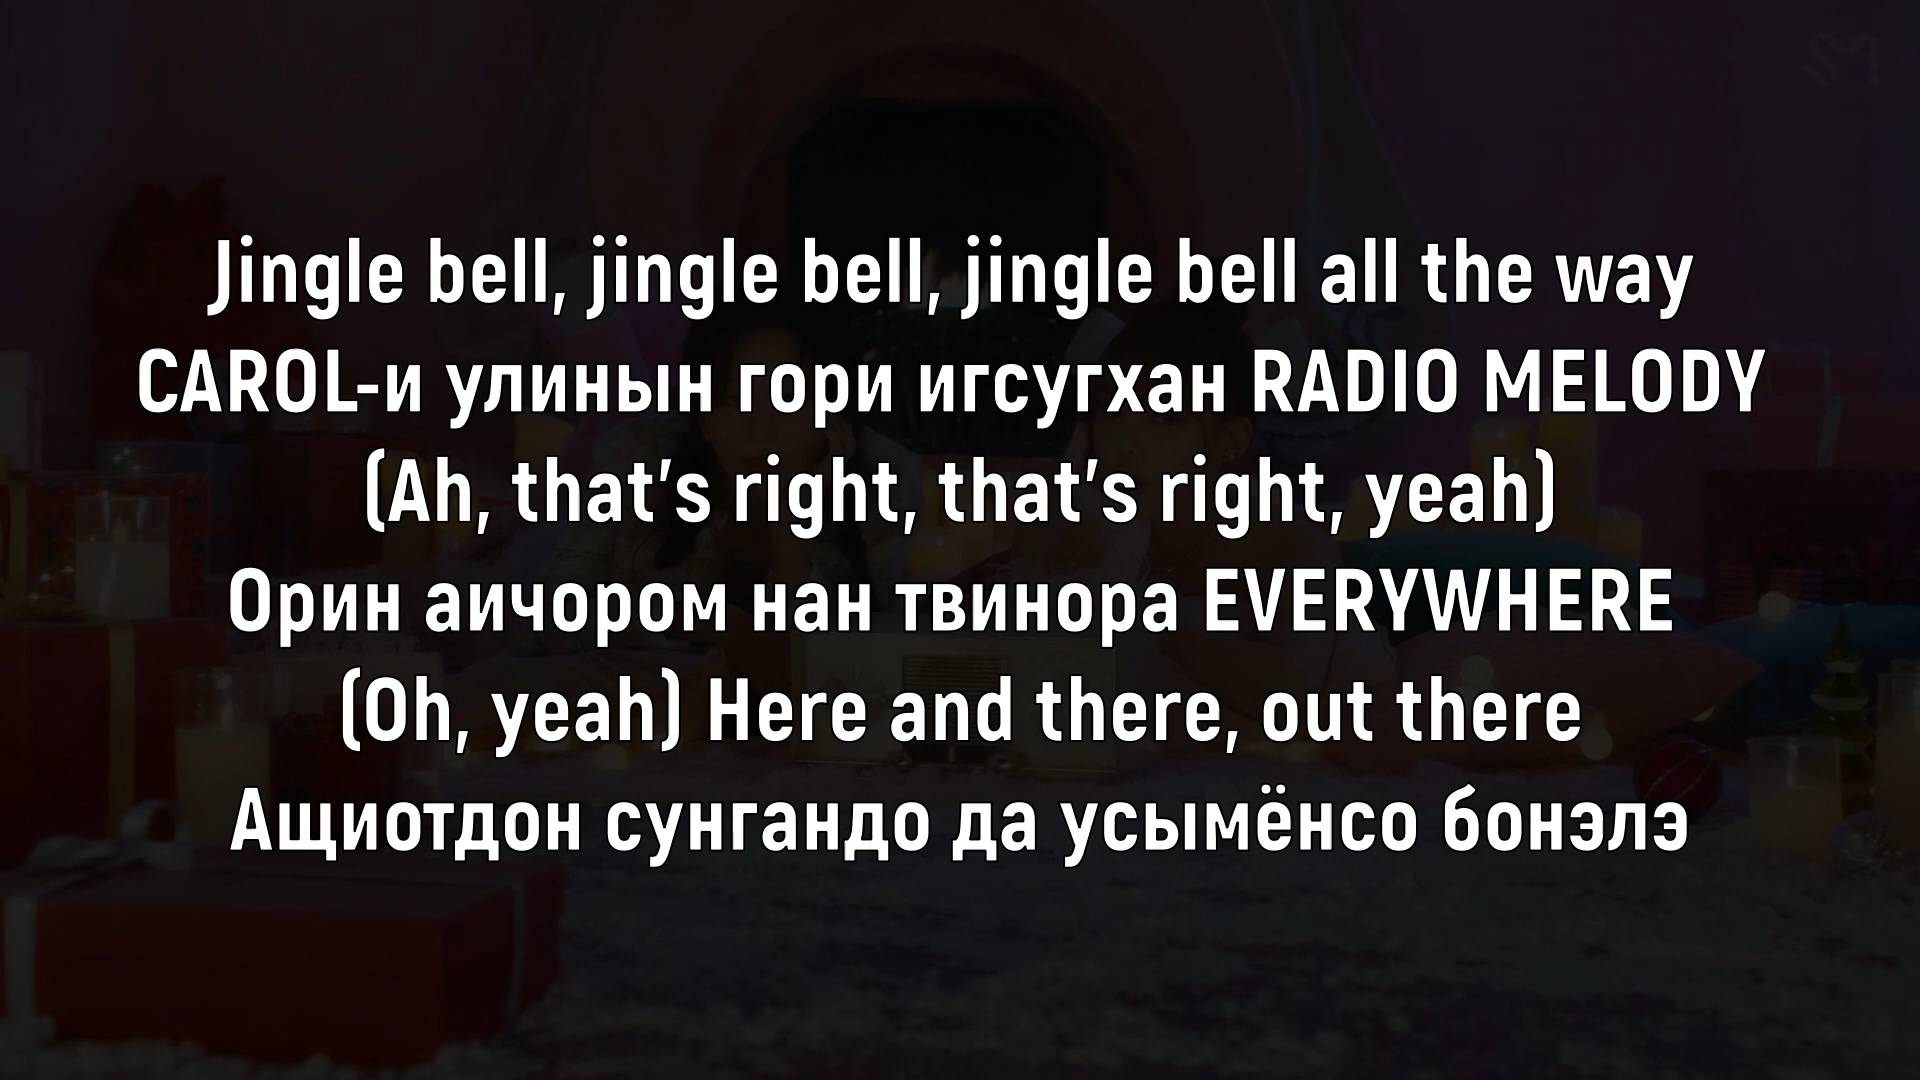 SM
Jingle bell, jingle bell, jingle bell all the way
CAROL-и улинын гори игсугхан RADIO MELODY
(Ah, that's right, that's right, yeah)
Орин аичором нан твинора EVERYWHERE
(Oh, yeah) Here and there, out there
Ащиотдон сунгандо да усымёнсо бонэлэ